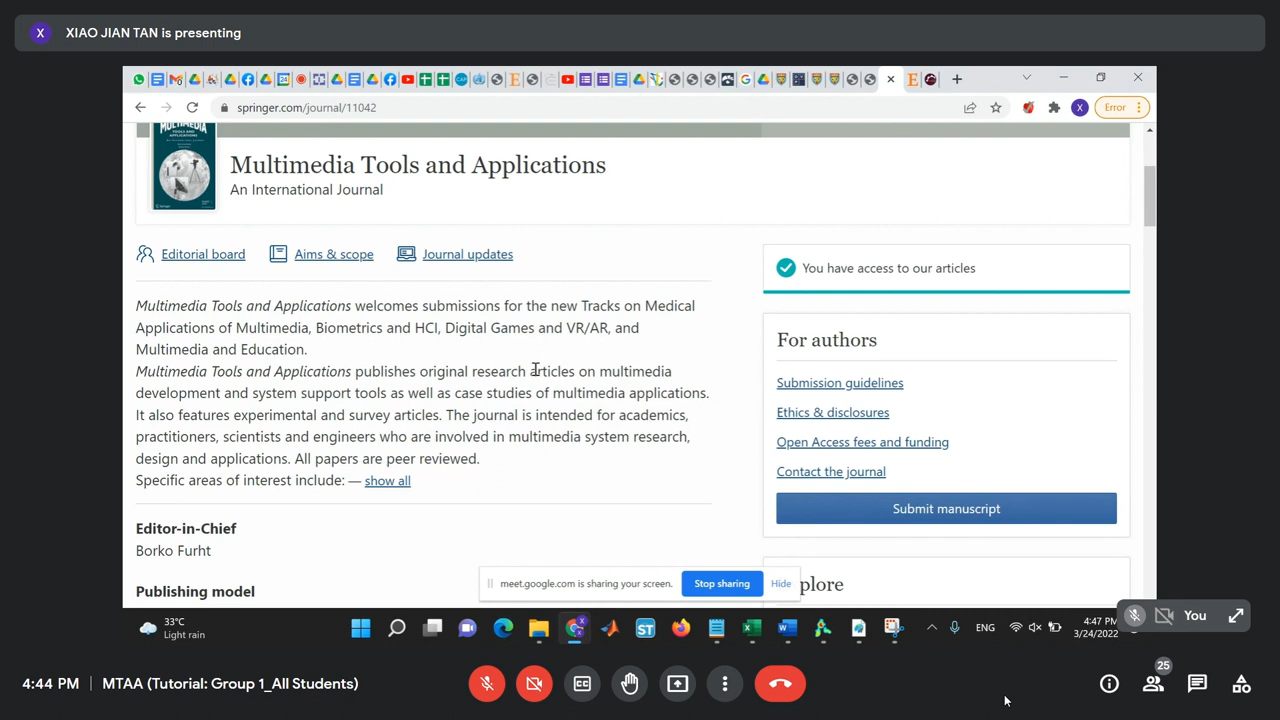 X XIAO JIAN TAN is presenting
springer.com/journal/11042
X
Error
MULTIMEDIA
TOOLS AND
APPLICATIONS
Multimedia Tools and Applications
An International Journal
Editorial board
Aims & scope
Journal updates
You have access to our articles
Multimedia Tools and Applications welcomes submissions for the new Tracks on Medical
Applications of Multimedia, Biometrics and HCI, Digital Games and VR/AR, and
Multimedia and Education.
Multimedia Tools and Applications publishes original research articles on multimedia
development and system support tools as well as case studies of multimedia applications.
It also features experimental and survey articles. The journal is intended for academics,
practitioners, scientists and engineers who are involved in multimedia system research,
design and applications. All papers are peer reviewed.
Specific areas of interest include: — show all
For authors
Submission guidelines
Ethics & disclosures
Open Access fees and funding
Contact the journal
Submit manuscript
Editor-in-Chief
Borko Furht
Publishing model
plore
meet.google.com is sharing your screen.
Stop sharing
Hide
You
33°C
Light rain
ST
ENG
4:47 PM
3/24/2022
4:44 PM | MTAA (Tutorial: Group 1_All Students)
25